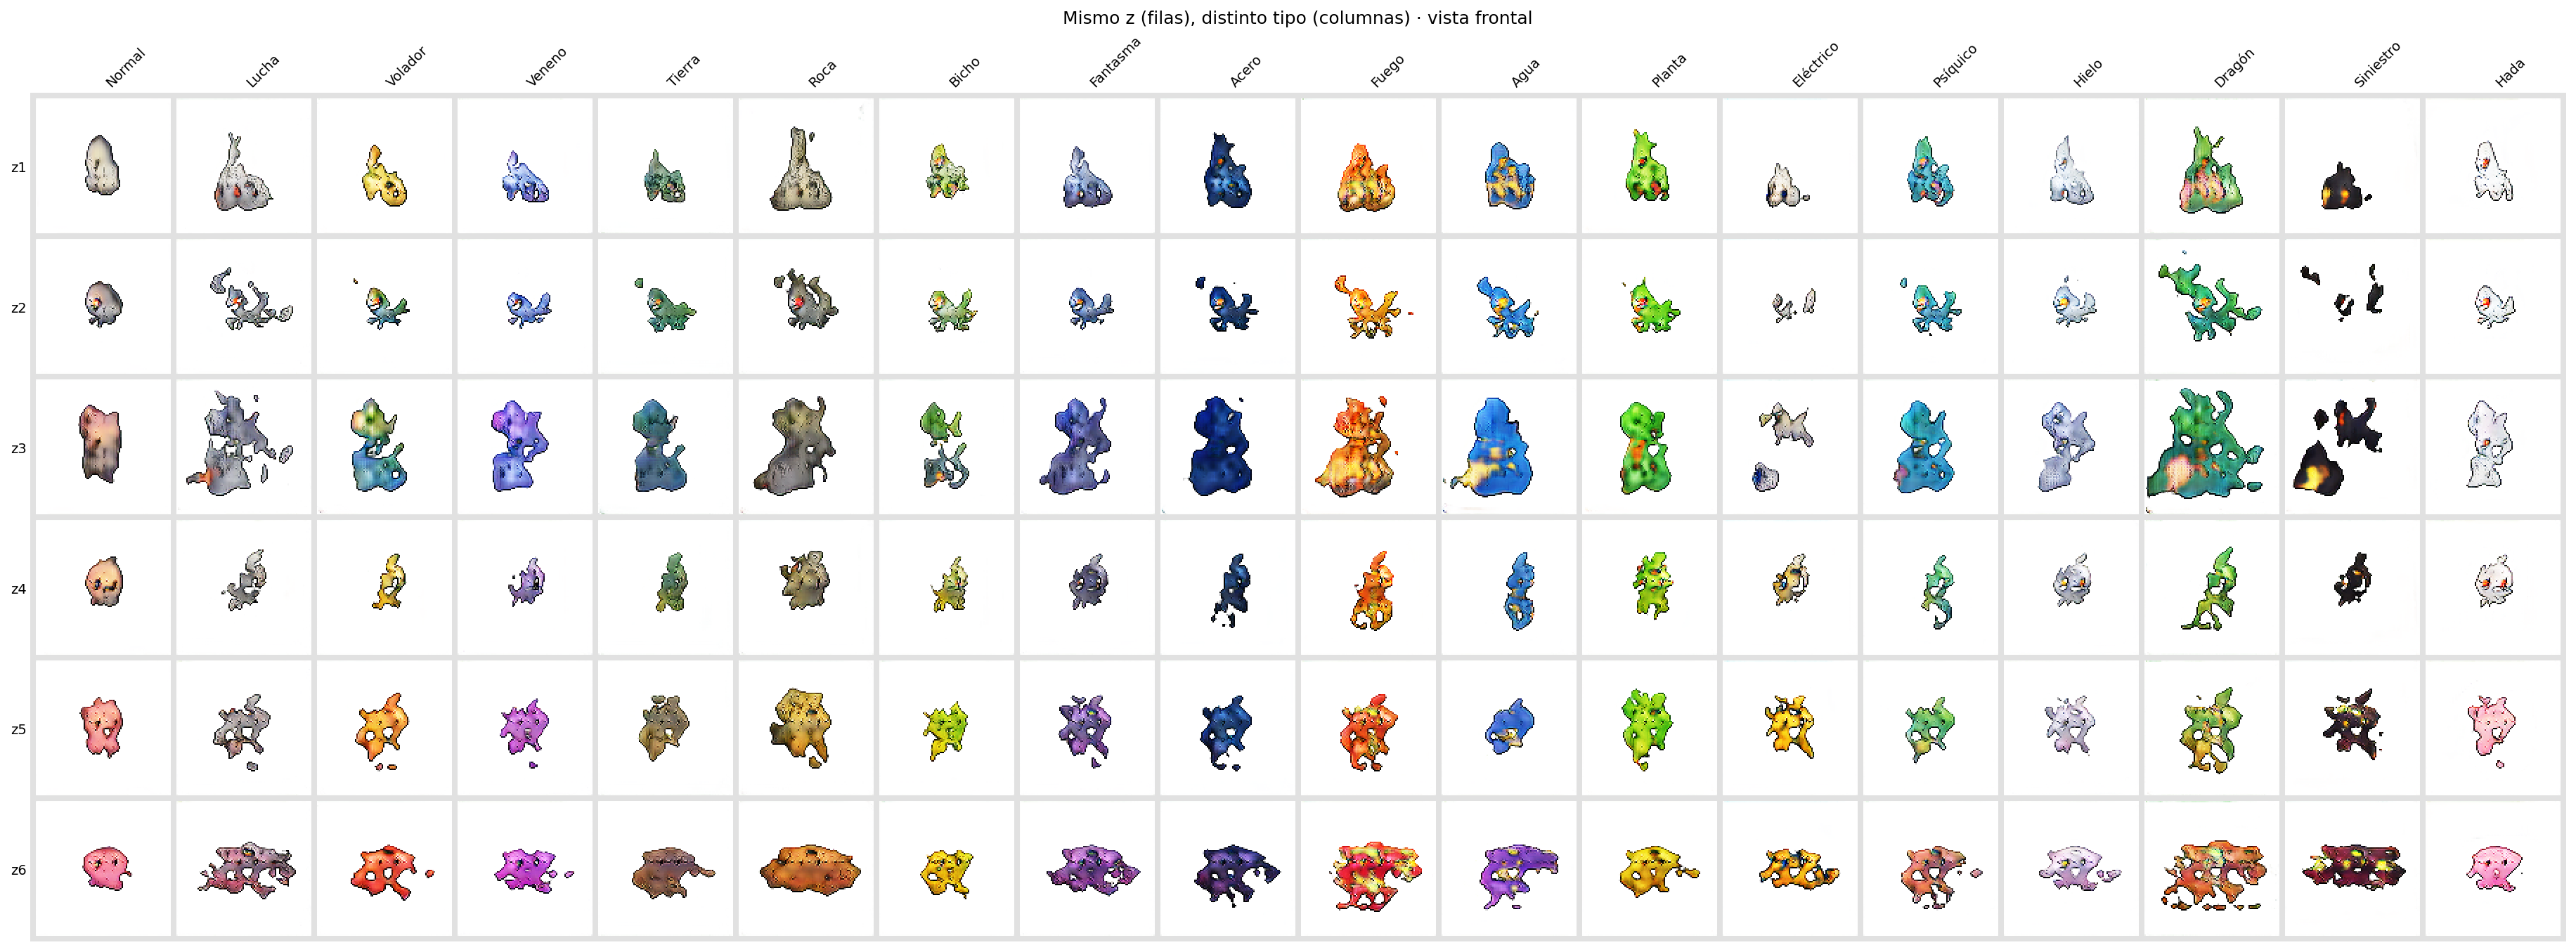 Mismo z (filas), distinto tipo (columnas) · vista frontal
Normal Lucha Volador Veneno Tierra Roca Bicho Fantasma Acero Fuego Agua Planta Eléctrico Psíquico Hielo Dragón Siniestro Hada
z1
z2
z3
z4
z5
z6